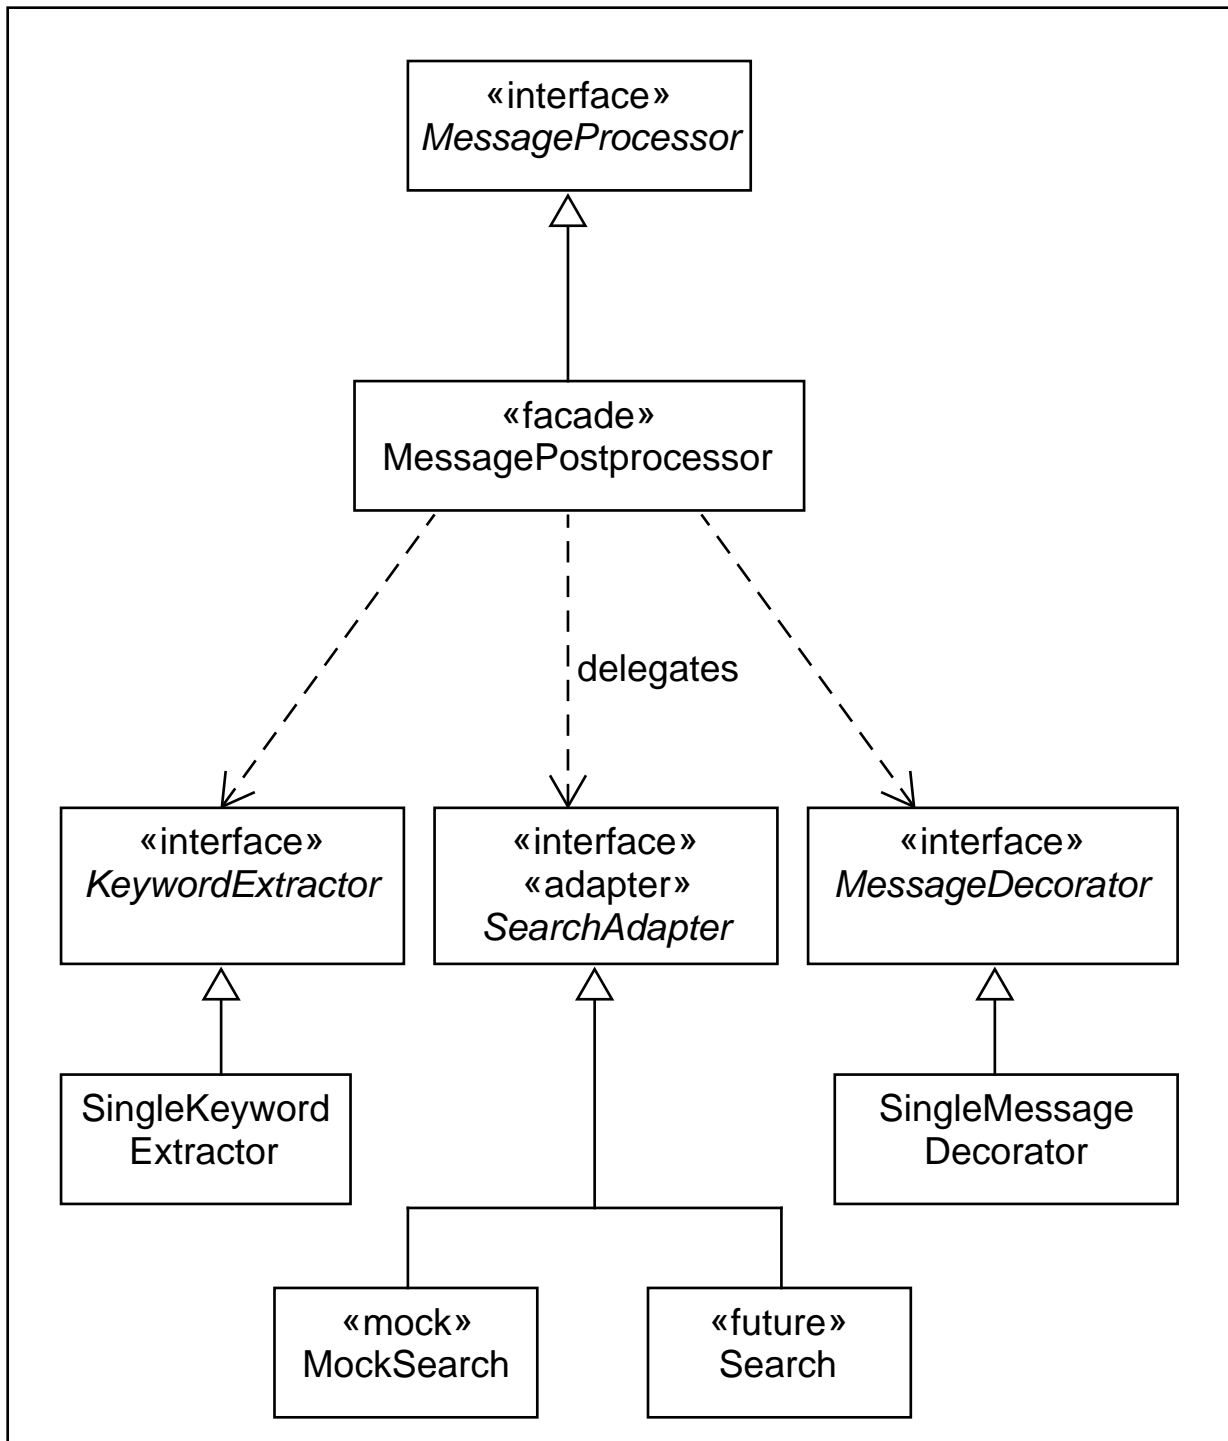 «interface»
MessageProcessor
«facade»
MessagePostprocessor
delegates
«interface»
KeywordExtractor
«interface»
«adapter»
SearchAdapter
«interface»
MessageDecorator
SingleKeyword
Extractor
SingleMessage
Decorator
«mock»
MockSearch
«future»
Search